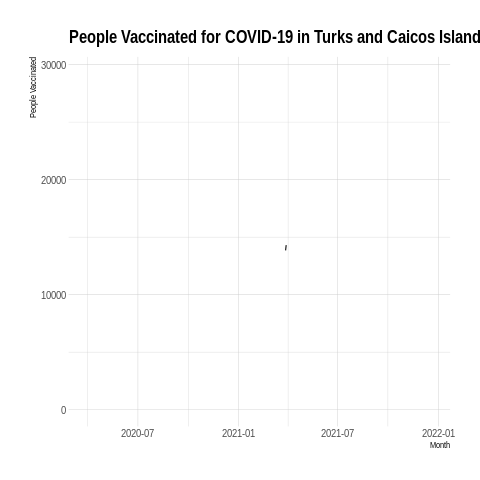 People Vaccinated for COVID-19 in Turks and Caicos Island
People Vaccinated
30000
20000
10000
0
2020-07
2021-01
2021-07
2022-01
Month